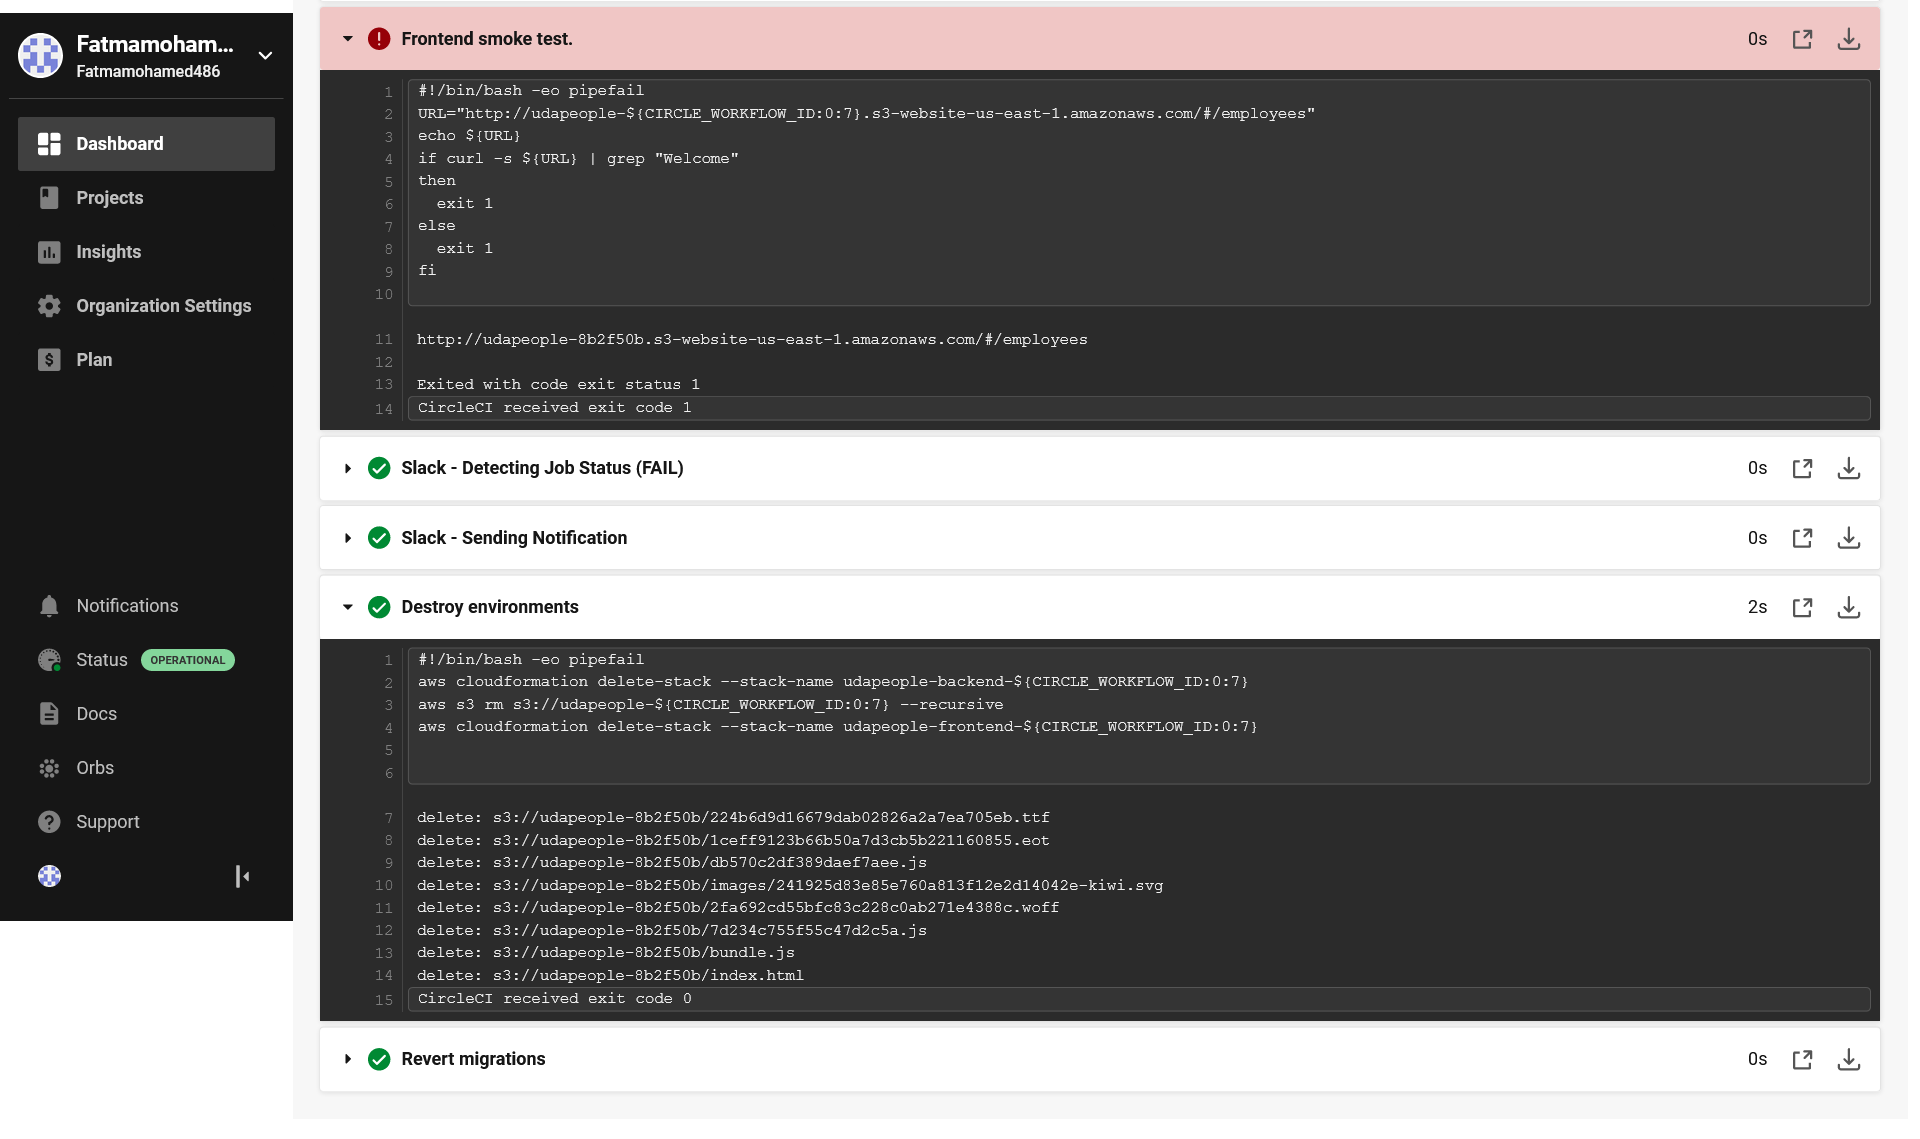 Fatmamoham...
Fatmamohamed486
Dashboard
Projects
Insights
Organization Settings
Plan
Notifications
Status OPERATIONAL
Docs
Orbs
Support
Frontend smoke test. 0s
1 #!/bin/bash -eo pipefail
2 URL="http://udapeople-${CIRCLE_WORKFLOW_ID:0:7}.s3-website-us-east-1.amazonaws.com/#/employees"
3 echo ${URL}
4 if curl -s ${URL} | grep "Welcome"
5 then
6 exit 1
7 else
8 exit 1
9 fi
10
11 http://udapeople-8b2f50b.s3-website-us-east-1.amazonaws.com/#/employees
12
13 Exited with code exit status 1
14 CircleCI received exit code 1
Slack - Detecting Job Status (FAIL) 0s
Slack - Sending Notification 0s
Destroy environments 2s
1 #!/bin/bash -eo pipefail
2 aws cloudformation delete-stack --stack-name udapeople-backend-${CIRCLE_WORKFLOW_ID:0:7}
3 aws s3 rm s3://udapeople-${CIRCLE_WORKFLOW_ID:0:7} --recursive
4 aws cloudformation delete-stack --stack-name udapeople-frontend-${CIRCLE_WORKFLOW_ID:0:7}
5
6
7 delete: s3://udapeople-8b2f50b/224b6d9d16679dab02826a2a7ea705eb.ttf
8 delete: s3://udapeople-8b2f50b/1ceff9123b66b50a7d3cb5b221160855.eot
9 delete: s3://udapeople-8b2f50b/db570c2df389daef7aee.js
10 delete: s3://udapeople-8b2f50b/images/241925d83e85e760a813f12e2d14042e-kiwi.svg
11 delete: s3://udapeople-8b2f50b/2fa692cd55bfc83c228c0ab271e4388c.woff
12 delete: s3://udapeople-8b2f50b/7d234c755f55c47d2c5a.js
13 delete: s3://udapeople-8b2f50b/bundle.js
14 delete: s3://udapeople-8b2f50b/index.html
15 CircleCI received exit code 0
Revert migrations 0s